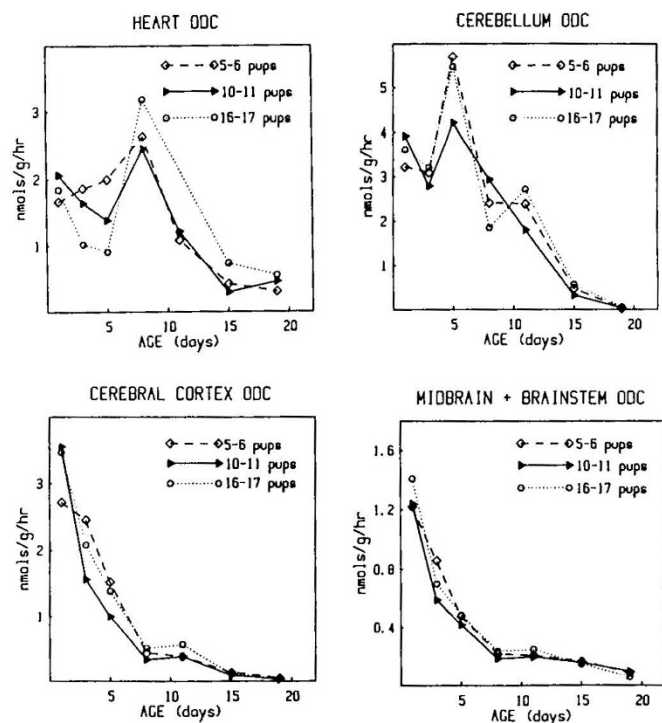 HEART ODC
5-6 pups
10-11 pups
16-17 pups
nmols/g/hr
3
2
1
5
10
15
20
AGE (days)
CEREBELLUM ODC
5-6 pups
10-11 pups
16-17 pups
nmols/g/hr
5
4
3
2
1
5
10
15
20
AGE (days)
CEREBRAL CORTEX ODC
5-6 pups
10-11 pups
16-17 pups
nmols/g/hr
3
2
1
5
10
15
20
AGE (days)
MIDBRAIN + BRAINSTEM ODC
5-6 pups
10-11 pups
16-17 pups
nmols/g/hr
1.6
1.2
0.8
0.4
5
10
15
20
AGE (days)